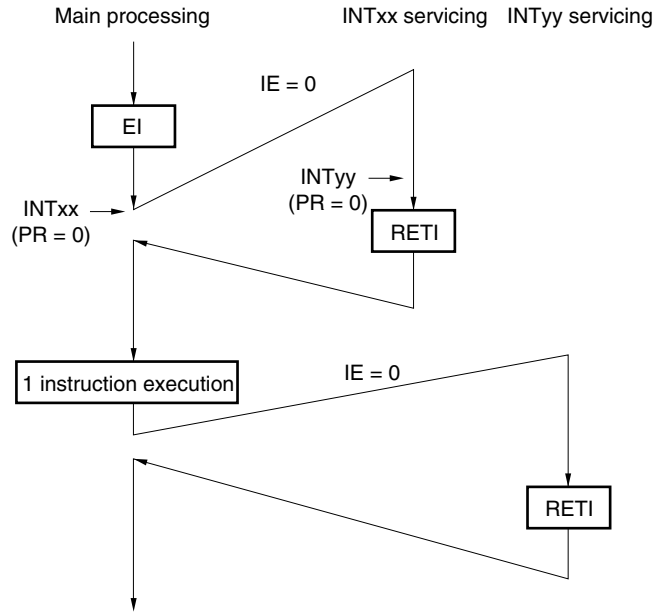 Main processing
INTxx servicing
INTyy servicing
IE = 0
EI
INTyy
(PR = 0)
INTxx
(PR = 0)
RETI
1 instruction execution
IE = 0
RETI